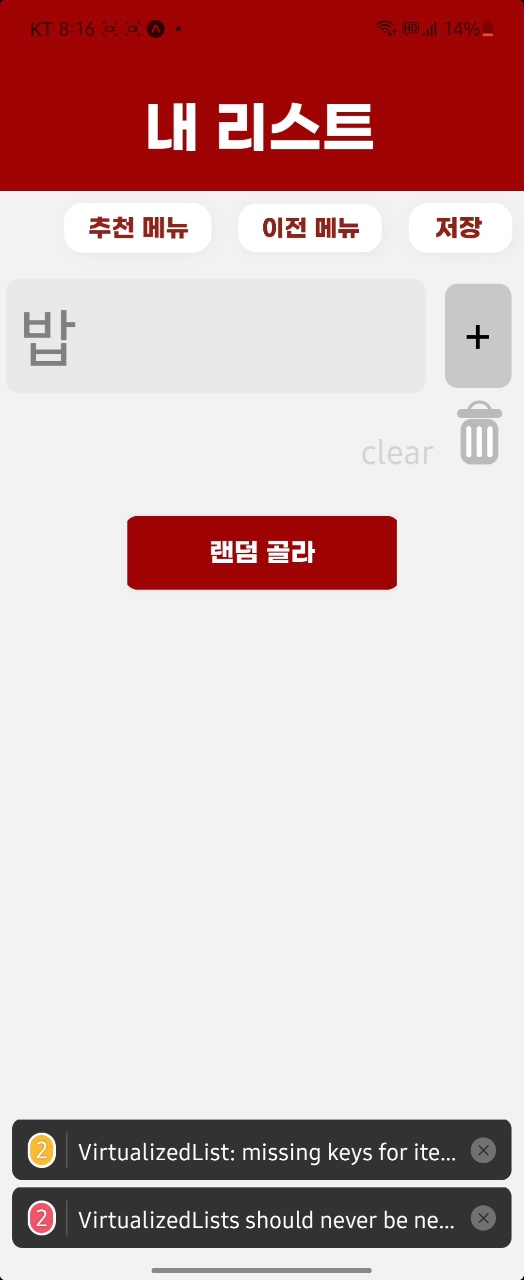 KT 8:16 14%
내 리스트
추천 메뉴 이전 메뉴 저장
밥 +
clear
랜덤 골라
2 VirtualizedList: missing keys for ite...
2 VirtualizedLists should never be ne...